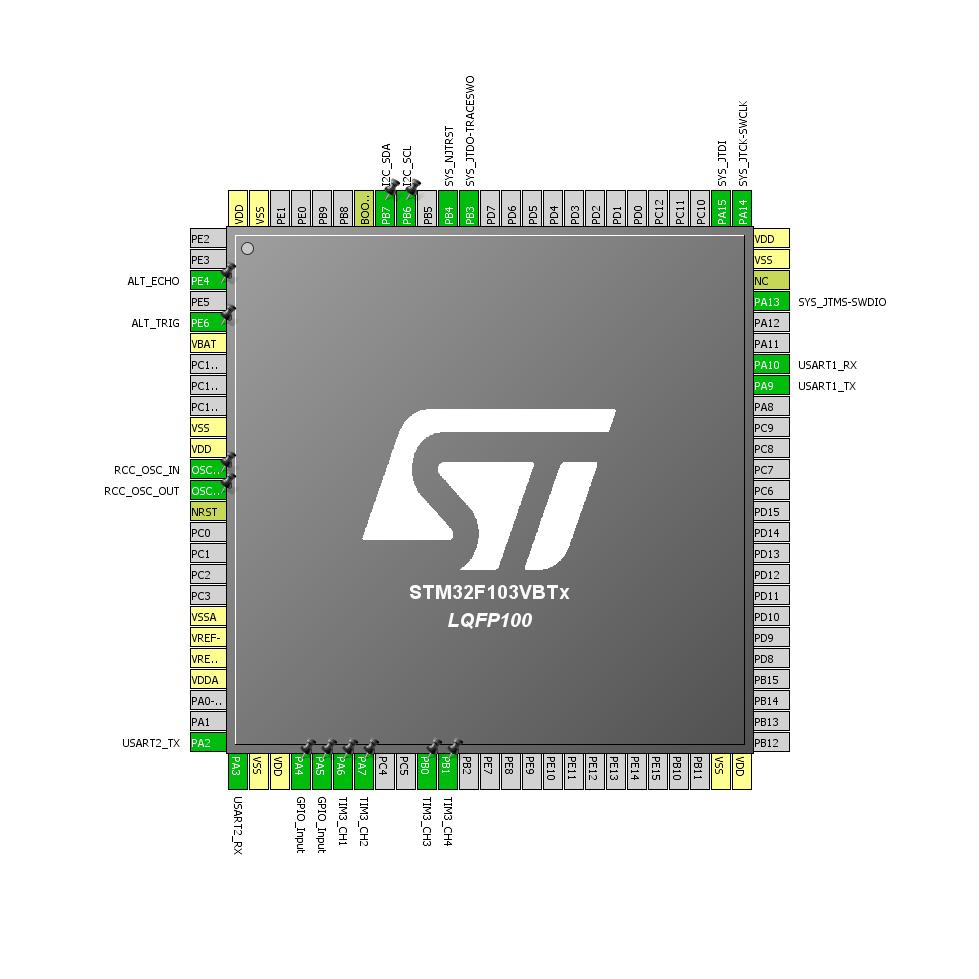 I2C_SDA
I2C_SCL
SYS_NJTRST
SYS_JTDO-TRACESWO
SYS_JTDI
SYS_JTCK-SWCLK
VDD
VSS
PE1
PE0
PB9
PB8
BOO..
PB7
PB6
PB5
PB4
PB3
PD7
PD6
PD5
PD4
PD3
PD2
PD1
PD0
PC12
PC11
PC10
PA15
PA14
PE2
PE3
ALT_ECHO PE4
PE5
ALT_TRIG PE6
VBAT
PC1..
PC1..
PC1..
VSS
VDD
RCC_OSC_IN OSC..
RCC_OSC_OUT OSC..
NRST
PC0
PC1
PC2
PC3
VSSA
VREF-
VRE..
VDDA
PA0-..
PA1
USART2_TX PA2
ST
STM32F103VBTx
LQFP100
VDD
VSS
NC
PA13 SYS_JTMS-SWDIO
PA12
PA11
PA10 USART1_RX
PA9 USART1_TX
PA8
PC9
PC8
PC7
PC6
PD15
PD14
PD13
PD12
PD11
PD10
PD9
PD8
PB15
PB14
PB13
PB12
PA3
VSS
VDD
PA4
PA5
PA6
PA7
PC4
PC5
PB0
PB1
PB2
PE7
PE8
PE9
PE10
PE11
PE12
PE13
PE14
PE15
PB10
PB11
VSS
VDD
USART2_RX
GPIO_Input
GPIO_Input
TIM3_CH1
TIM3_CH2
TIM3_CH3
TIM3_CH4